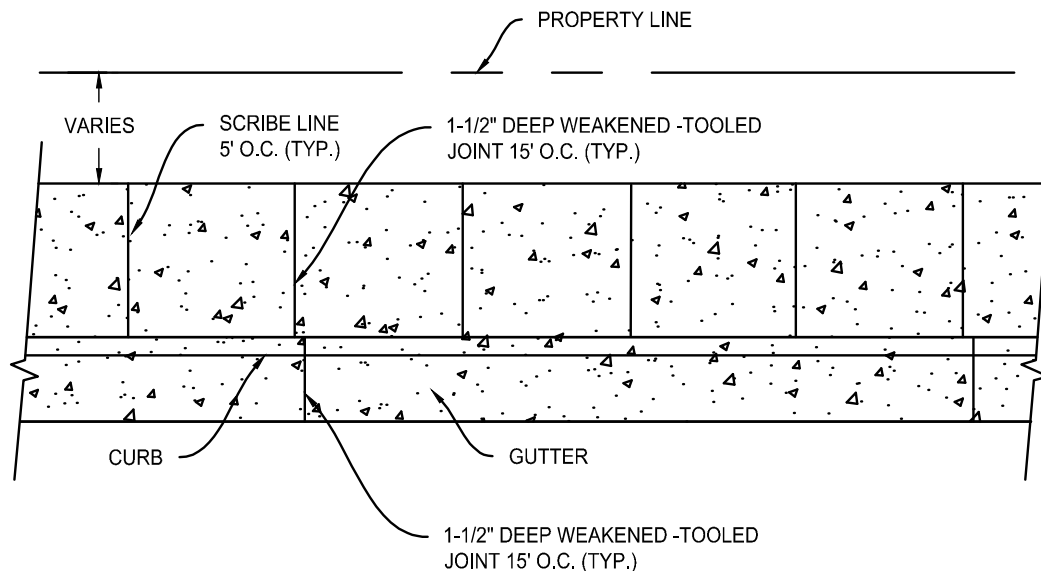 PROPERTY LINE
VARIES
SCRIBE LINE
5' O.C. (TYP.)
1-1/2" DEEP WEAKENED -TOOLED
JOINT 15' O.C. (TYP.)
CURB
GUTTER
1-1/2" DEEP WEAKENED -TOOLED
JOINT 15' O.C. (TYP.)